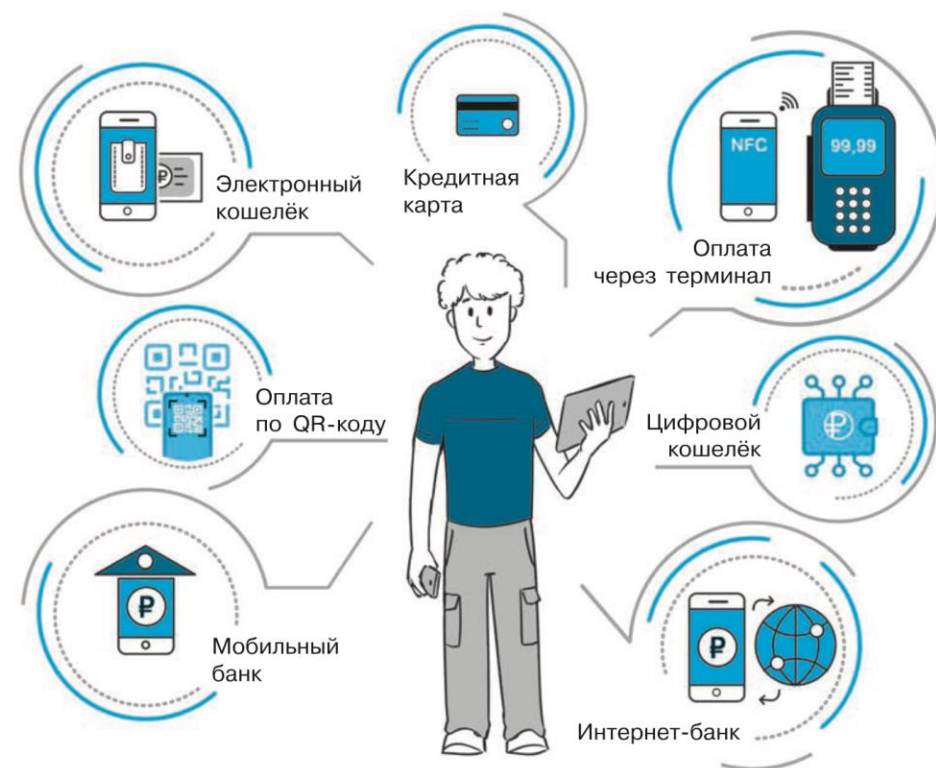 Электронный
кошелёк
Кредитная
карта
NFC
99,99
Оплата
через терминал
Оплата
по QR-коду
Цифровой
кошелёк
Мобильный
банк
Интернет-банк